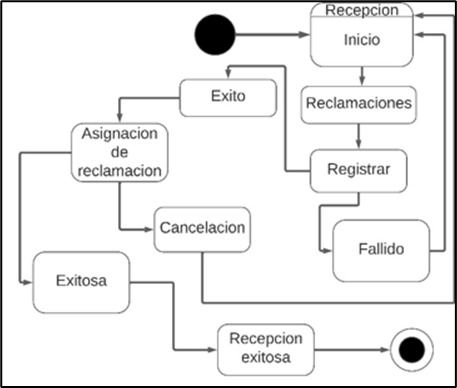 Recepcion
Inicio
Exito
Reclamaciones
Asignacion
de
reclamacion
Registrar
Cancelacion
Fallido
Exitosa
Recepcion
exitosa